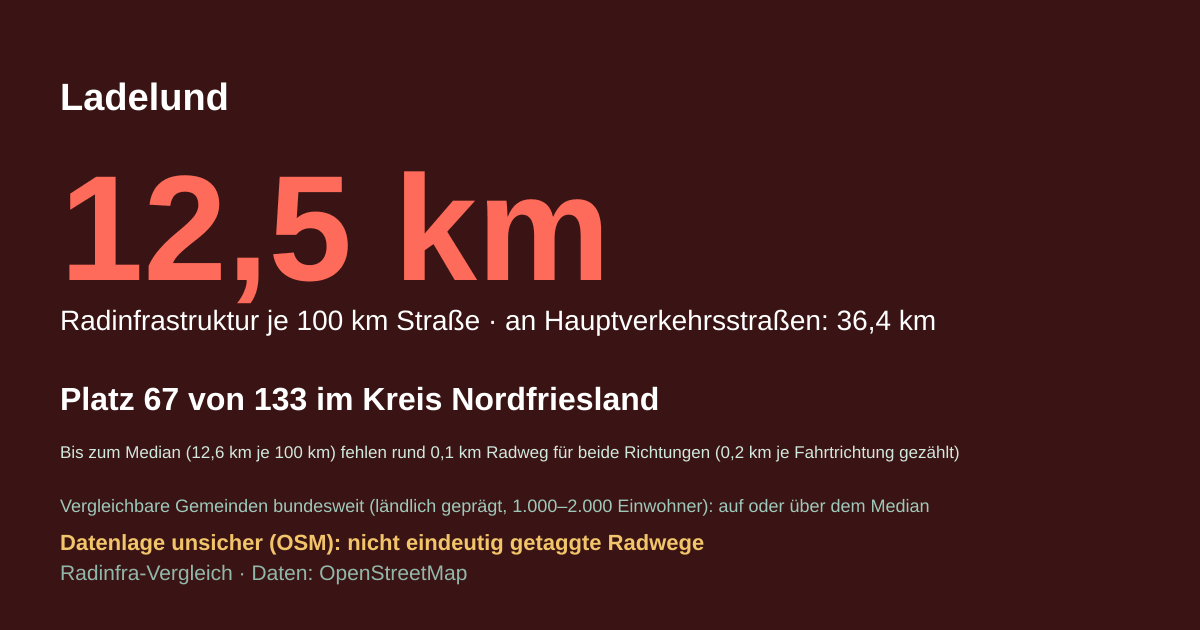 Ladelund
12,5 km
Radinfrastruktur je 100 km Straße · an Hauptverkehrsstraßen: 36,4 km
Platz 67 von 133 im Kreis Nordfriesland
Bis zum Median (12,6 km je 100 km) fehlen rund 0,1 km Radweg für beide Richtungen (0,2 km je Fahrtrichtung gezählt)
Vergleichbare Gemeinden bundesweit (ländlich geprägt, 1.000–2.000 Einwohner): auf oder über dem Median
Datenlage unsicher (OSM): nicht eindeutig getaggte Radwege
Radinfra-Vergleich · Daten: OpenStreetMap